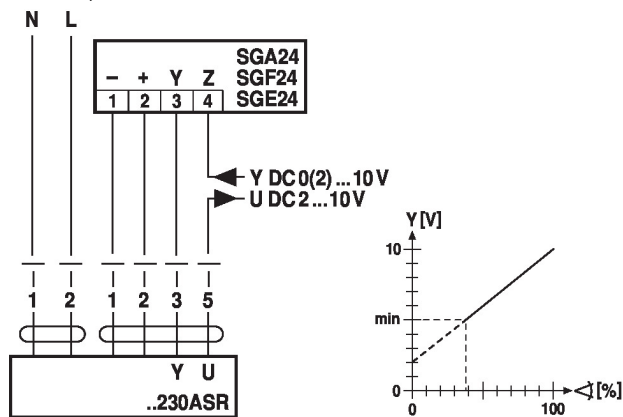 N L
SGA24
SGF24
SGE24
– + Y Z
1 2 3 4
Y DC 0(2) ...10 V
U DC 2 ...10 V
1 2 1 2 3 5
Y U
..230ASR
Y [V]
10
min
0
0 100 [%]